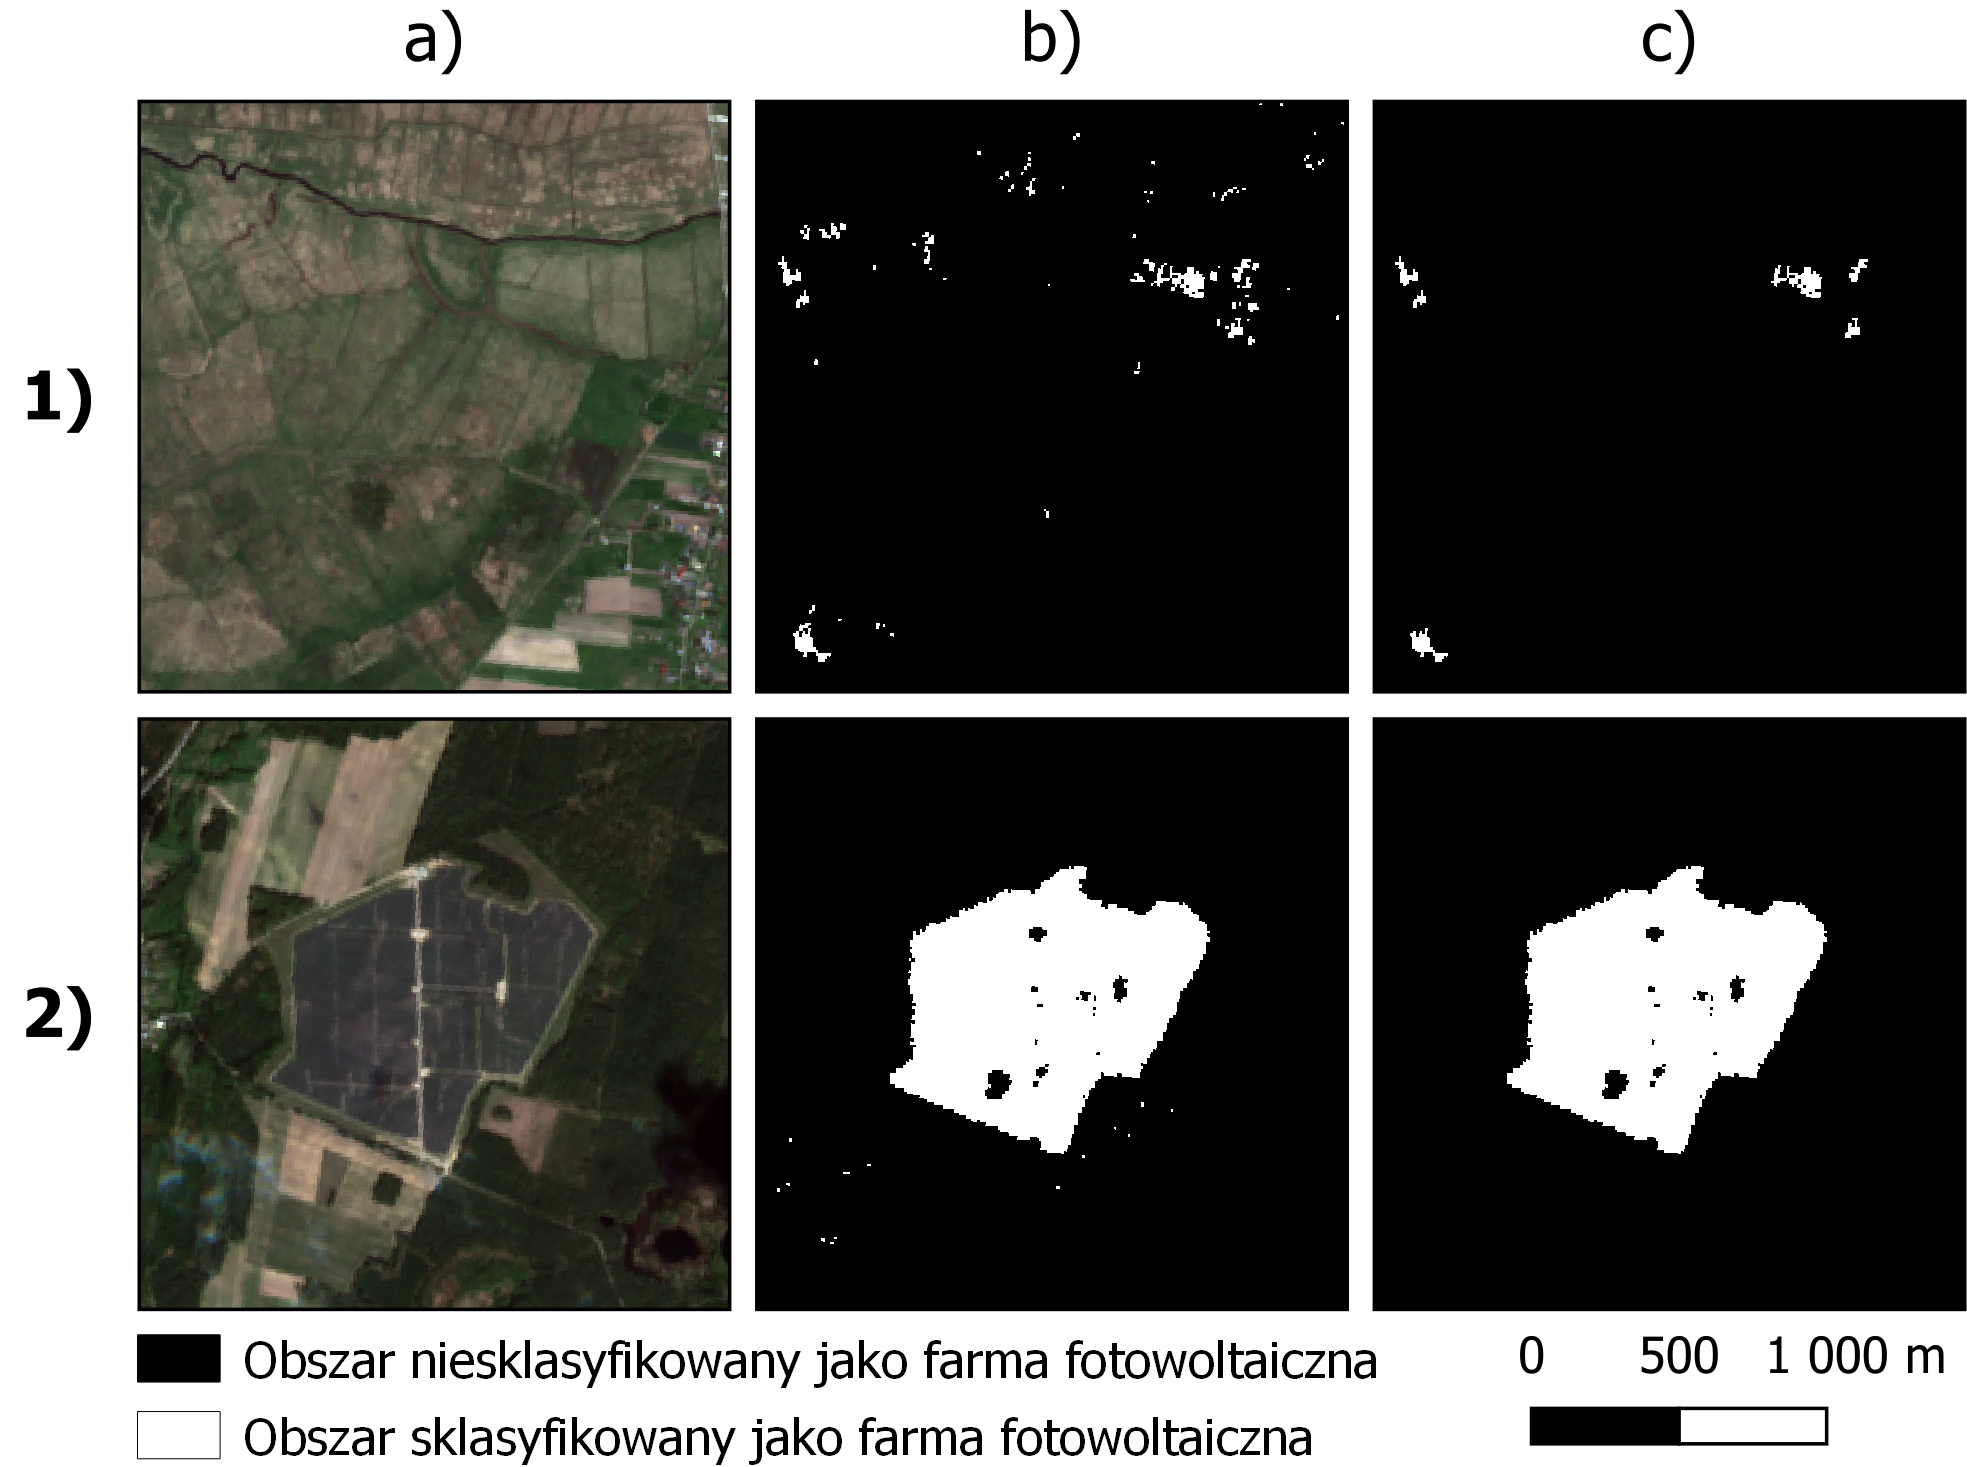 a) b) c)
1)
2)
Obszar niesklasyfikowany jako farma fotowoltaiczna
0 500 1 000 m
Obszar sklasyfikowany jako farma fotowoltaiczna